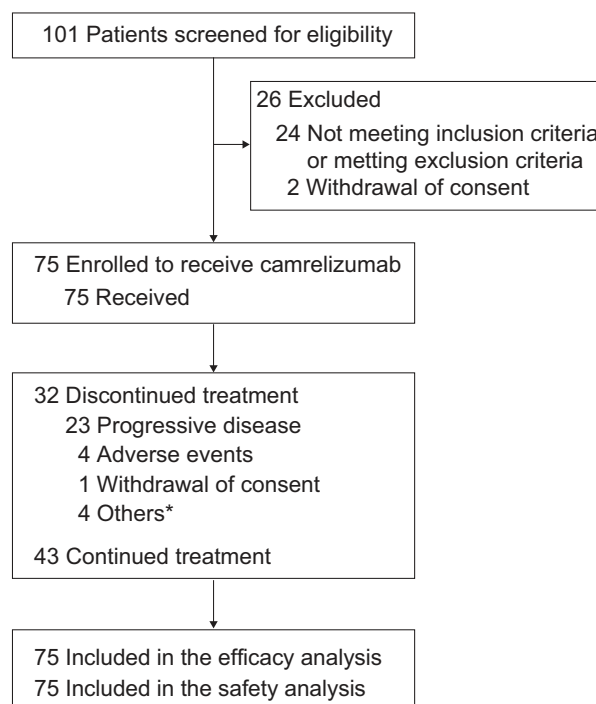 101 Patients screened for eligibility
26 Excluded
24 Not meeting inclusion criteria
or metting exclusion criteria
2 Withdrawal of consent
75 Enrolled to receive camrelizumab
75 Received
32 Discontinued treatment
23 Progressive disease
4 Adverse events
1 Withdrawal of consent
4 Others*
43 Continued treatment
75 Included in the efficacy analysis
75 Included in the safety analysis